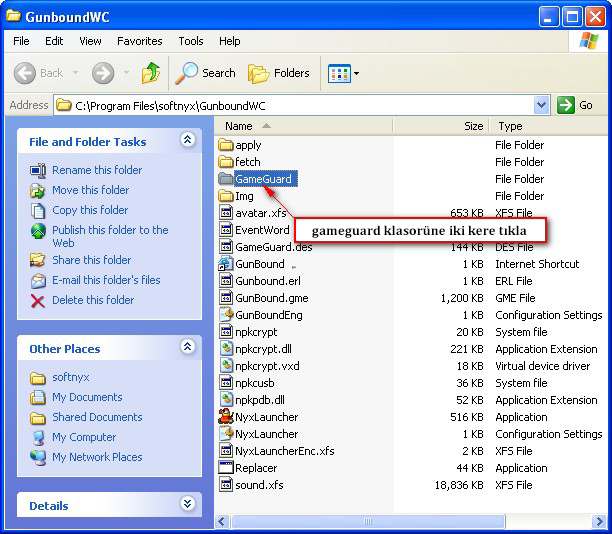 GunboundWC
File Edit View Favorites Tools Help
Back Search Folders
Address C:\Program Files\softnyx\GunboundWC Go
File and Folder Tasks
Rename this folder
Move this folder
Copy this folder
Publish this folder to the
Web
Share this folder
E-mail this folder's files
Delete this folder
Other Places
softnyx
My Documents
Shared Documents
My Computer
My Network Places
Details
Name Size Type
apply File Folder
fetch File Folder
GameGuard File Folder
Img File Folder
avatar.xfs 653 KB XFS File
gameguard klasorüne iki kere tıkla
EventWord
GameGuard.des 144 KB DES File
GunBound 1 KB Internet Shortcut
GunBound.erl 1 KB ERL File
GunBound.gme 1,200 KB GME File
GunBoundEng 1 KB Configuration Settings
npkcrypt 20 KB System file
npkcrypt.dll 221 KB Application Extension
npkcrypt.vxd 18 KB Virtual device driver
npkcusb 36 KB System file
npkpdb.dll 52 KB Application Extension
NyxLauncher 516 KB Application
NyxLauncher 1 KB Configuration Settings
NyxLauncherEnc.xfs 2 KB XFS File
Replacer 44 KB Application
sound.xfs 18,836 KB XFS File